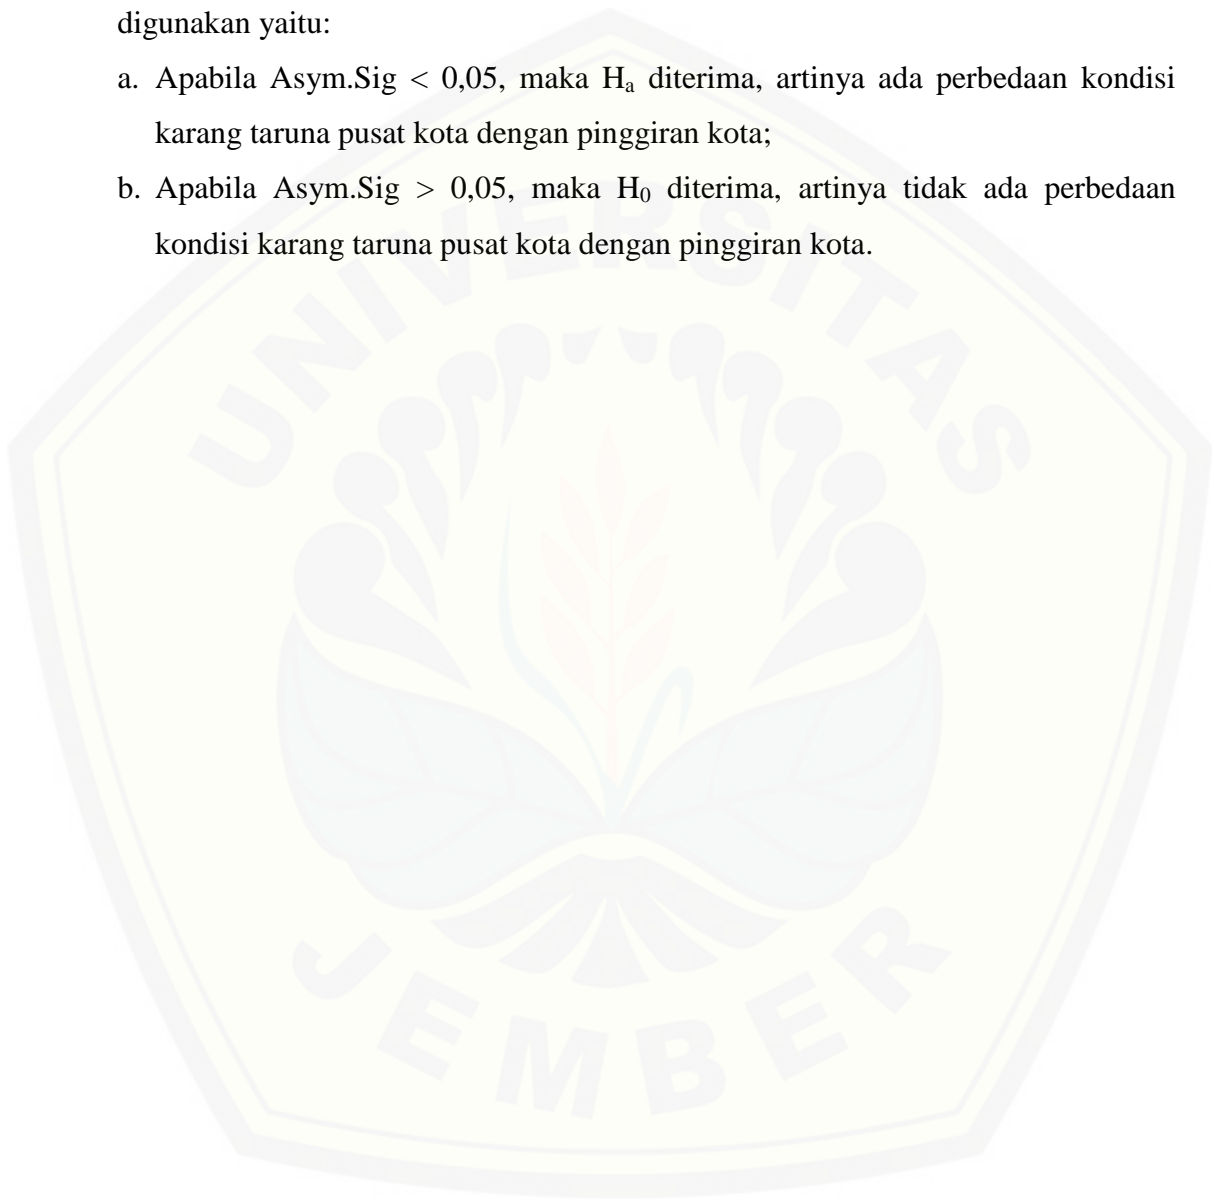 digunakan yaitu:
a. Apabila Asym.Sig < 0,05, maka Hₐ diterima, artinya ada perbedaan kondisi
karang taruna pusat kota dengan pinggiran kota;
b. Apabila Asym.Sig > 0,05, maka H₀ diterima, artinya tidak ada perbedaan
kondisi karang taruna pusat kota dengan pinggiran kota.
UNIVERSITAS
JEMBER